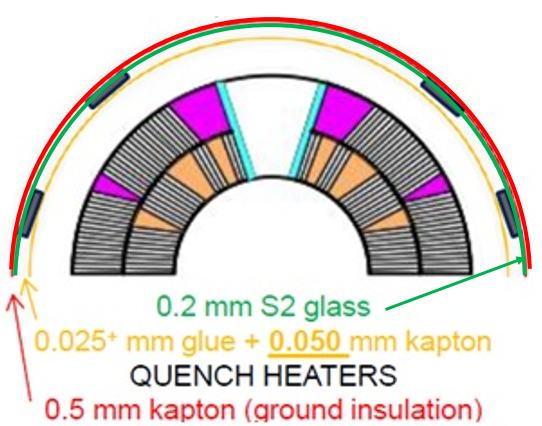 0.2 mm S2 glass
0.025⁺ mm glue + 0.050 mm kapton
QUENCH HEATERS
0.5 mm kapton (ground insulation)